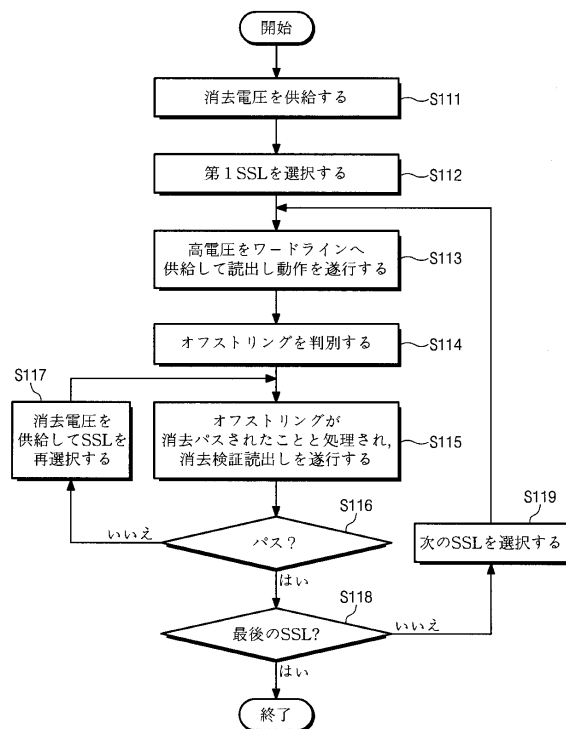 開始
消去電圧を供給する
S111
第1SSLを選択する
S112
高電圧をワードラインへ
供給して読出し動作を遂行する
S113
オフストリングを判別する
S114
S117
消去電圧を
供給してSSLを
再選択する
オフストリングが
消去パスされたことと処理され,
消去検証読出しを遂行する
S115
S116
パス?
いいえ
はい
S119
次のSSLを選択する
S118
最後のSSL?
いいえ
はい
終了